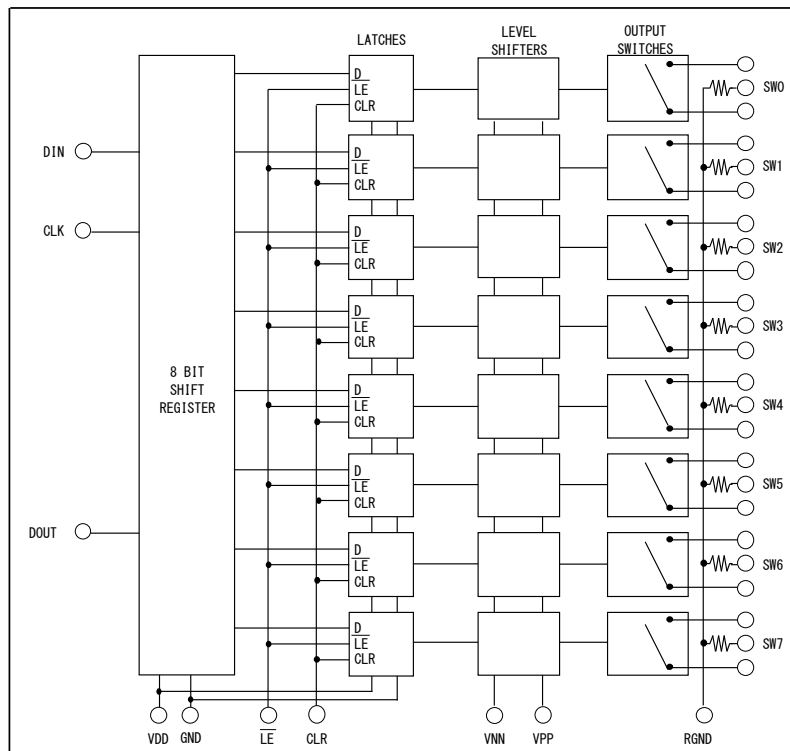 LATCHES
LEVEL
SHIFTERS
OUTPUT
SWITCHES
D
LE
CLR
SW0
DIN
D
LE
CLR
SW1
CLK
D
LE
CLR
SW2
D
LE
CLR
SW3
8 BIT
SHIFT
REGISTER
D
LE
CLR
SW4
D
LE
CLR
SW5
DOUT
D
LE
CLR
SW6
D
LE
CLR
SW7
VDD GND LE CLR VNN VPP RGND